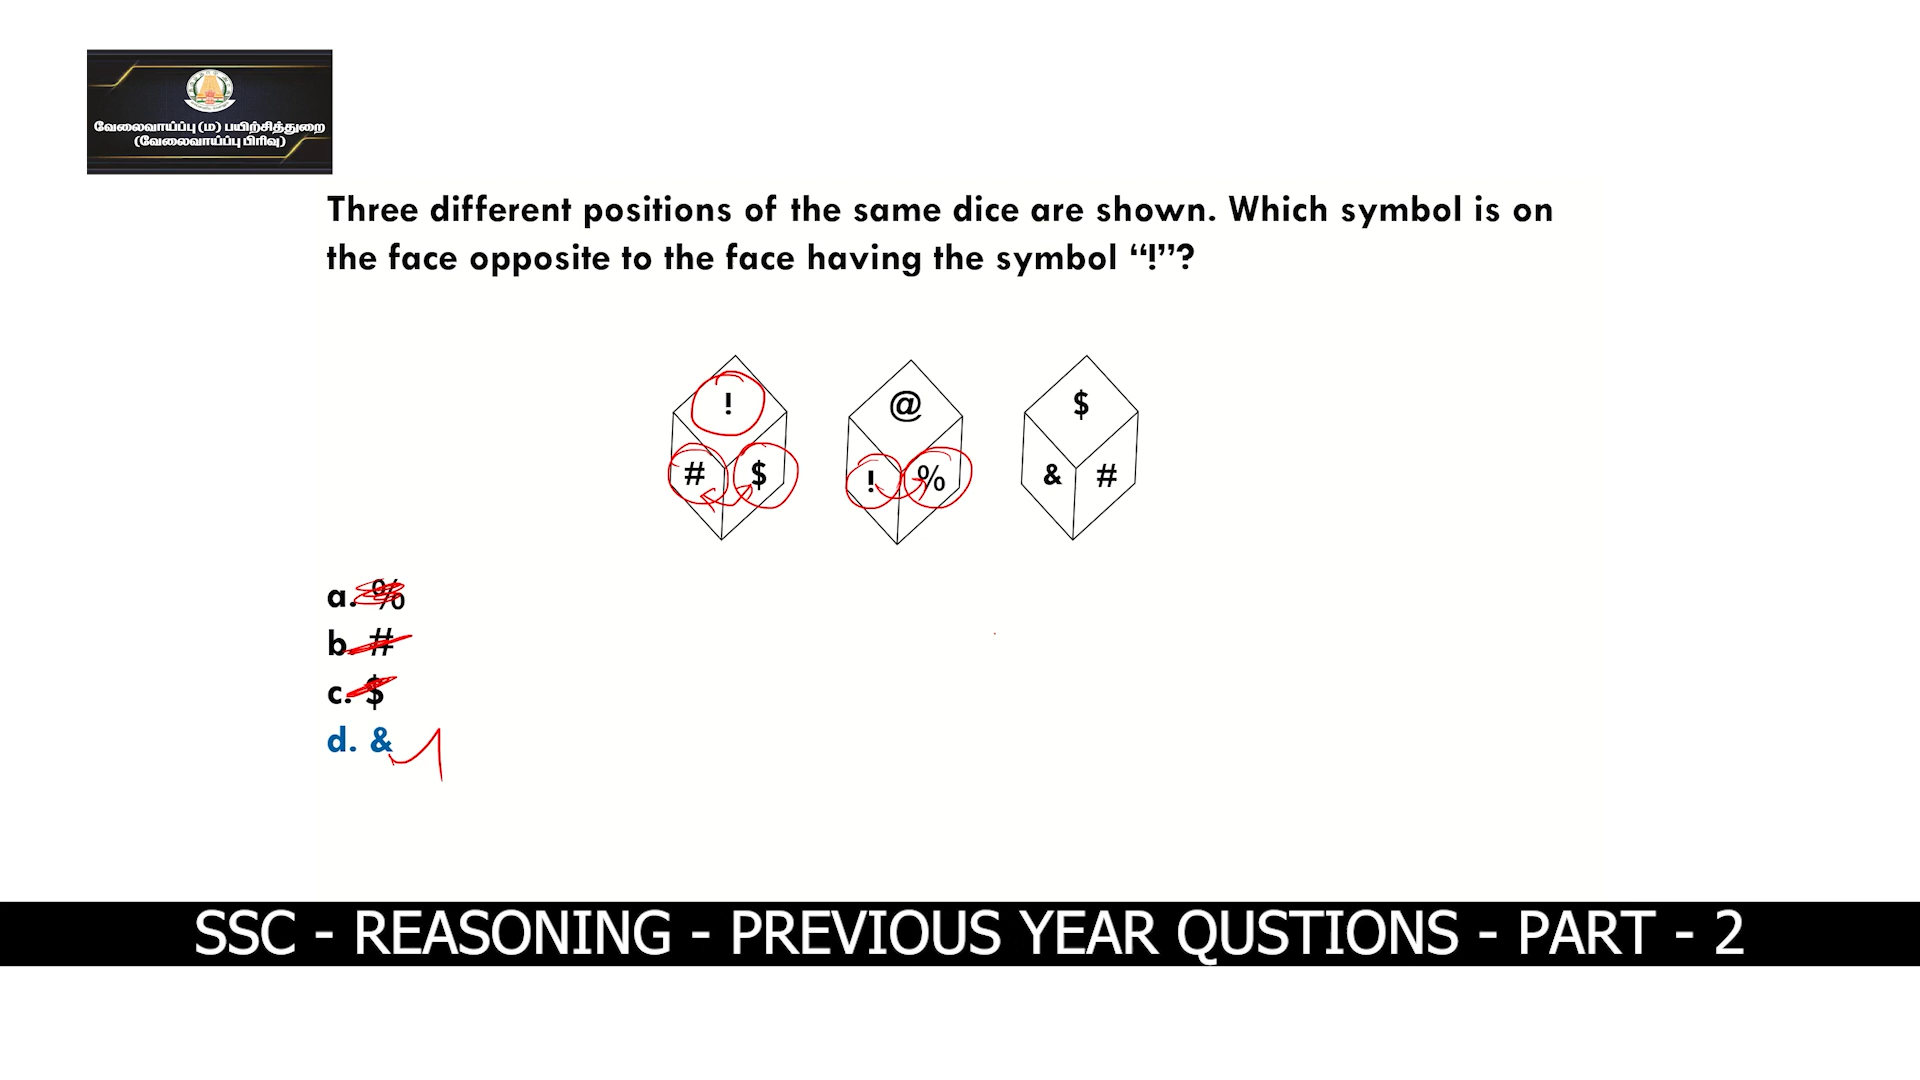 வேலைவாய்ப்பு (ம) பயிற்சித்துறை
(வேலைவாய்ப்பு பிரிவு)
Three different positions of the same dice are shown. Which symbol is on
the face opposite to the face having the symbol “!”?
! @ $
# $ ! % & #
a. %
b. #
c. $
d. &
SSC - REASONING - PREVIOUS YEAR QUSTIONS - PART - 2